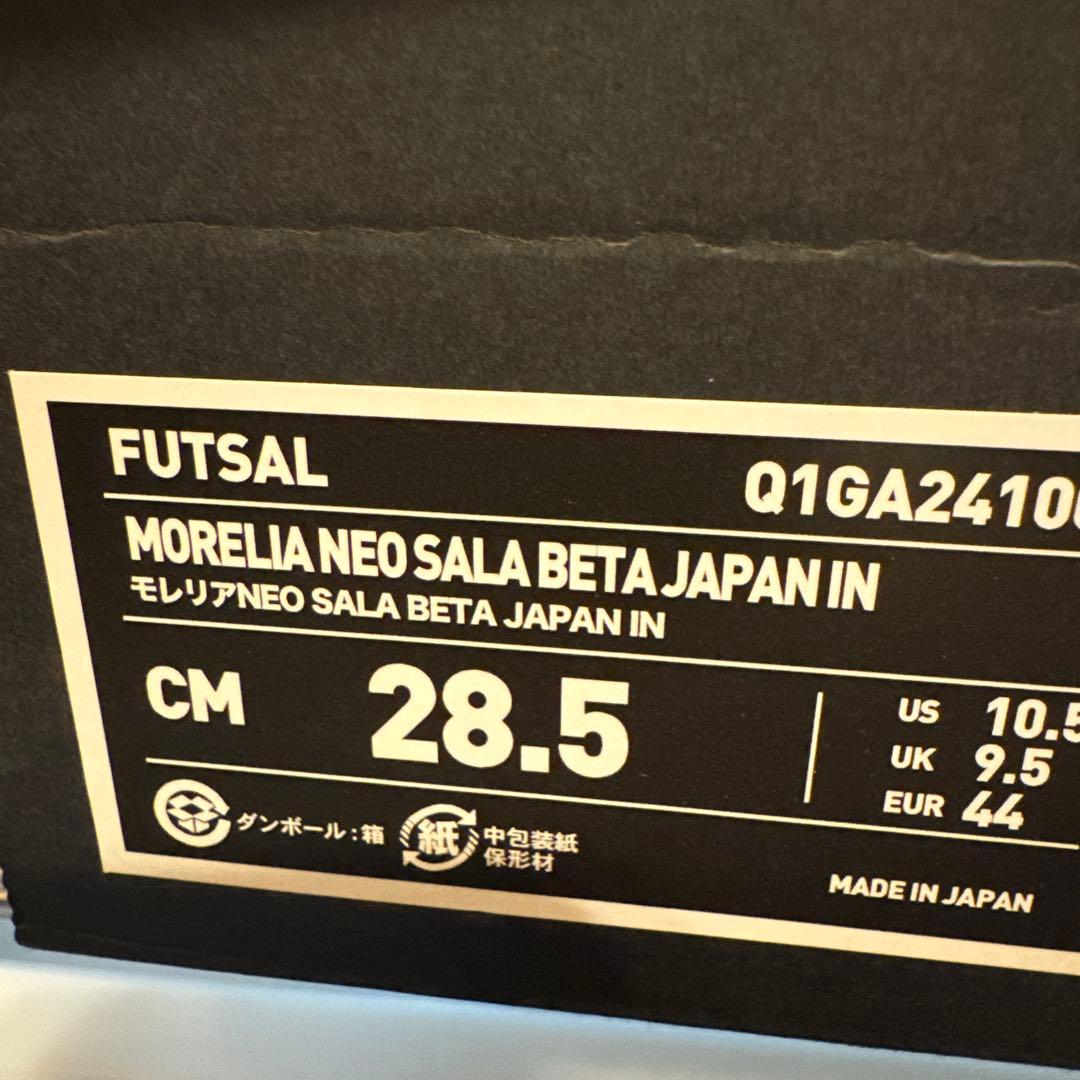 FUTSAL
Q1GA2410
MORELIA NEO SALA BETA JAPAN IN
モレリアNEO SALA BETA JAPAN IN
CM 28.5
US 10.5
UK 9.5
EUR 44
ダンボール:箱
紙
中包装紙
保形材
MADE IN JAPAN